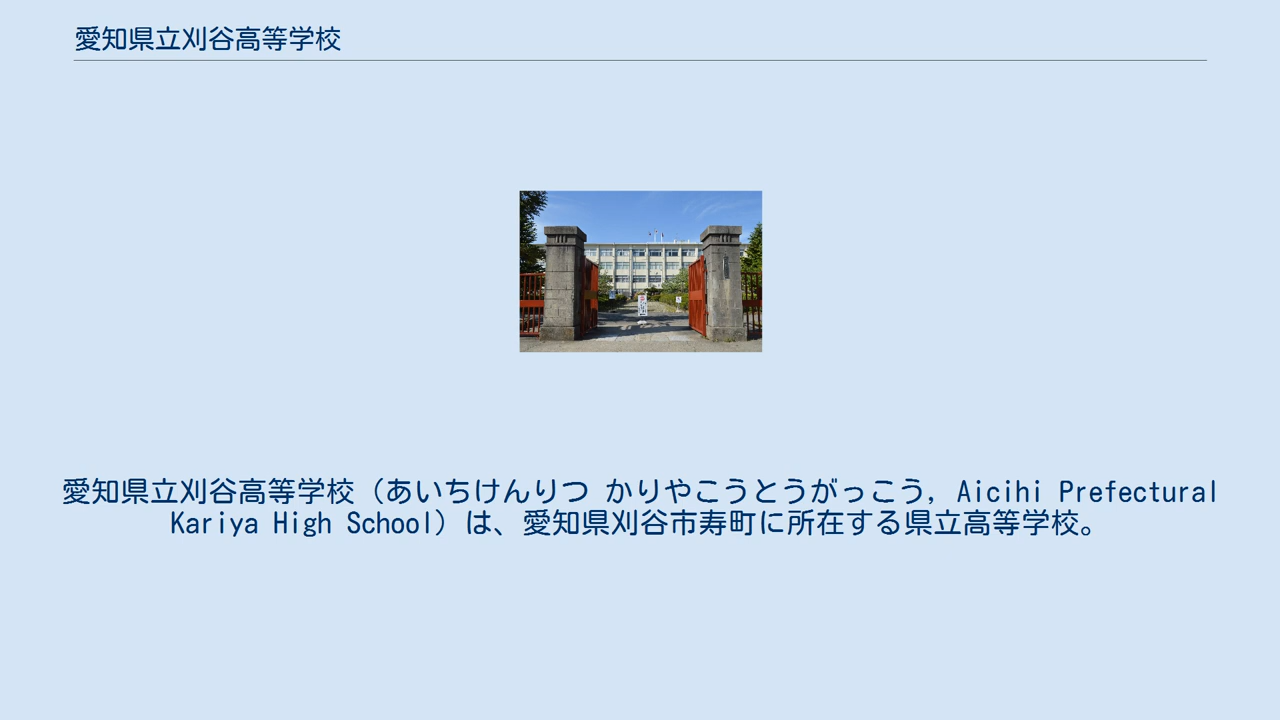 愛知県立刈谷高等学校
愛知県立刈谷高等学校（あいちけんりつ かりやこうとうがっこう, Aicihi Prefectural
Kariya High School）は、愛知県刈谷市寿町に所在する県立高等学校。